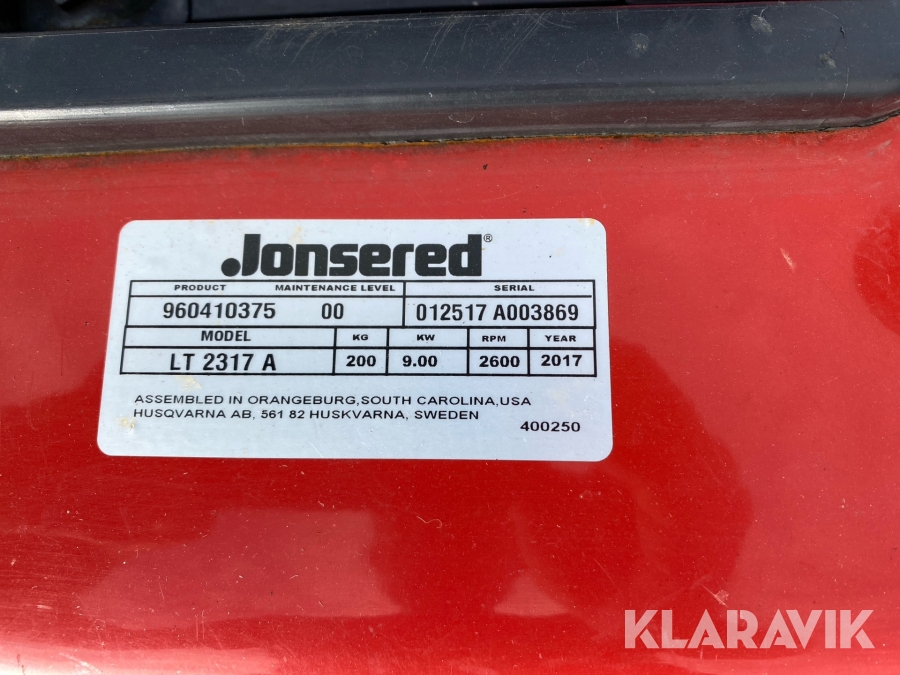 Jonsered®
PRODUCT MAINTENANCE LEVEL SERIAL
960410375 00 012517 A003869
MODEL KG KW RPM YEAR
LT 2317 A 200 9.00 2600 2017
ASSEMBLED IN ORANGEBURG,SOUTH CAROLINA,USA
HUSQVARNA AB, 561 82 HUSKVARNA, SWEDEN
400250
KLARAVIK